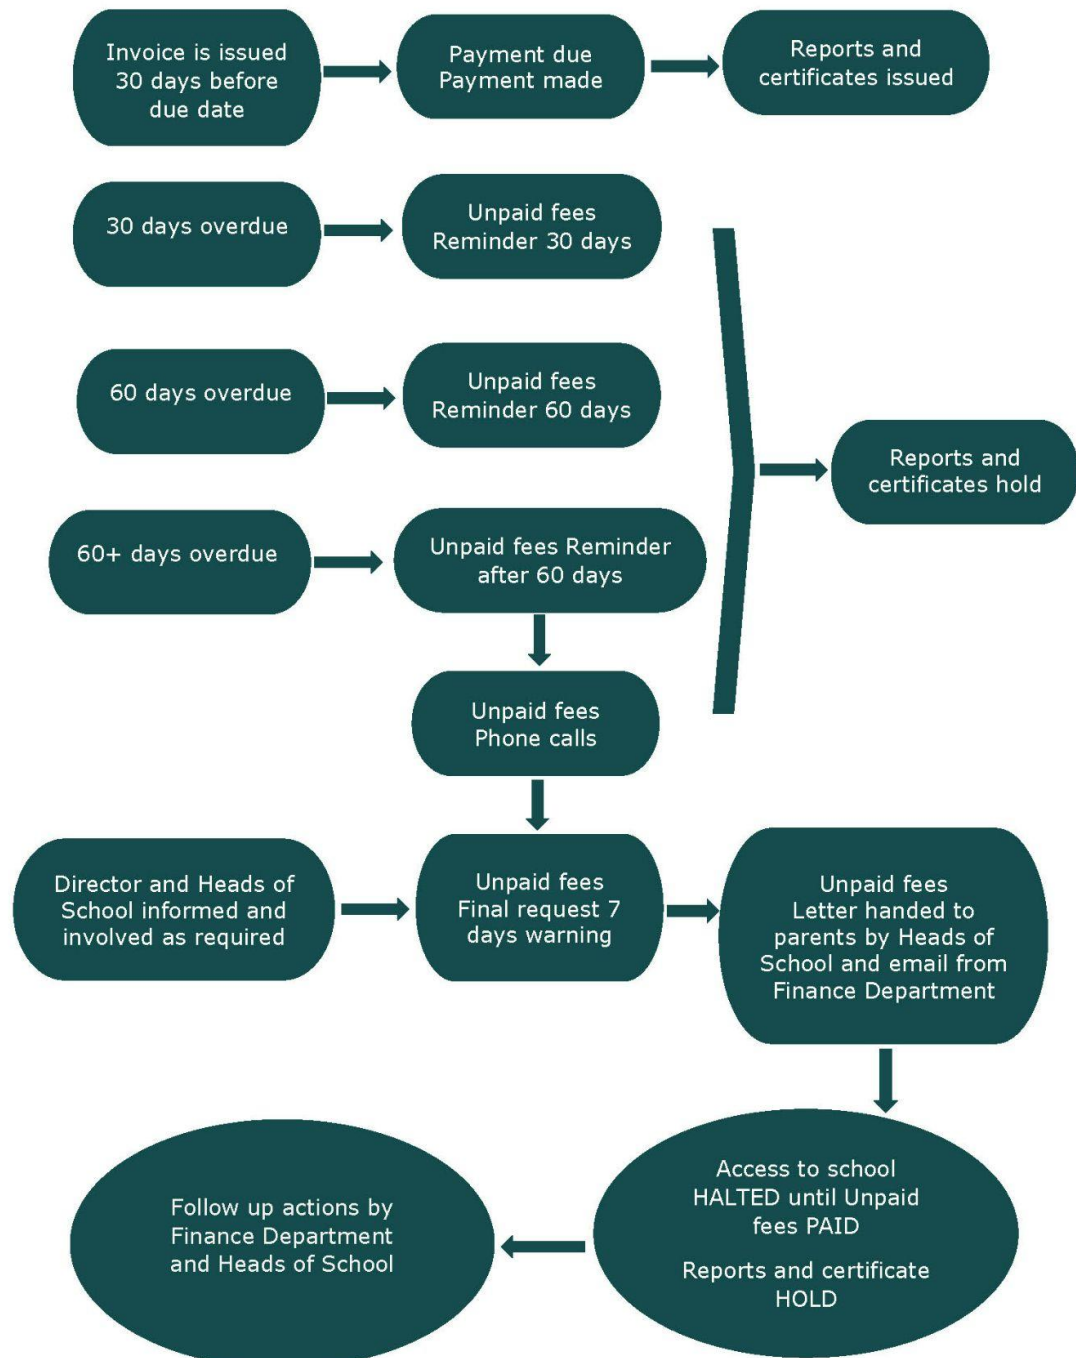 Invoice is issued
30 days before
due date
Payment due
Payment made
Reports and
certificates issued
30 days overdue
Unpaid fees
Reminder 30 days
60 days overdue
Unpaid fees
Reminder 60 days
Reports and
certificates hold
60+ days overdue
Unpaid fees Reminder
after 60 days
Unpaid fees
Phone calls
Director and Heads of
School informed and
involved as required
Unpaid fees
Final request 7
days warning
Unpaid fees
Letter handed to
parents by Heads of
School and email from
Finance Department
Access to school
HALTED until Unpaid
fees PAID
Reports and certificate
HOLD
Follow up actions by
Finance Department
and Heads of School